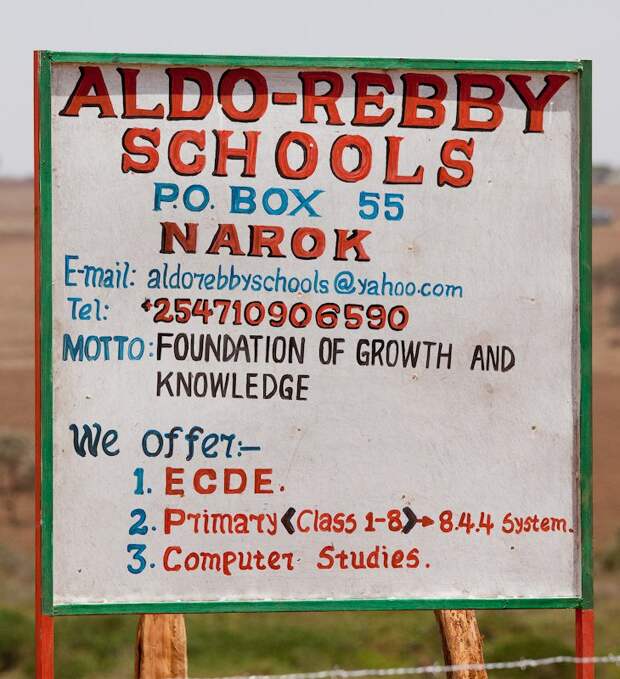 ALDO-REBBY
SCHOOLS
P.O. BOX 55
NAROK
E-mail: aldorebbyschools@yahoo.com
Tel: +254710906590
MOTTO: FOUNDATION OF GROWTH AND
KNOWLEDGE
We offer:-
1. ECDE.
2. Primary <Class 1-8>→ 8.4.4 System.
3. Computer Studies.